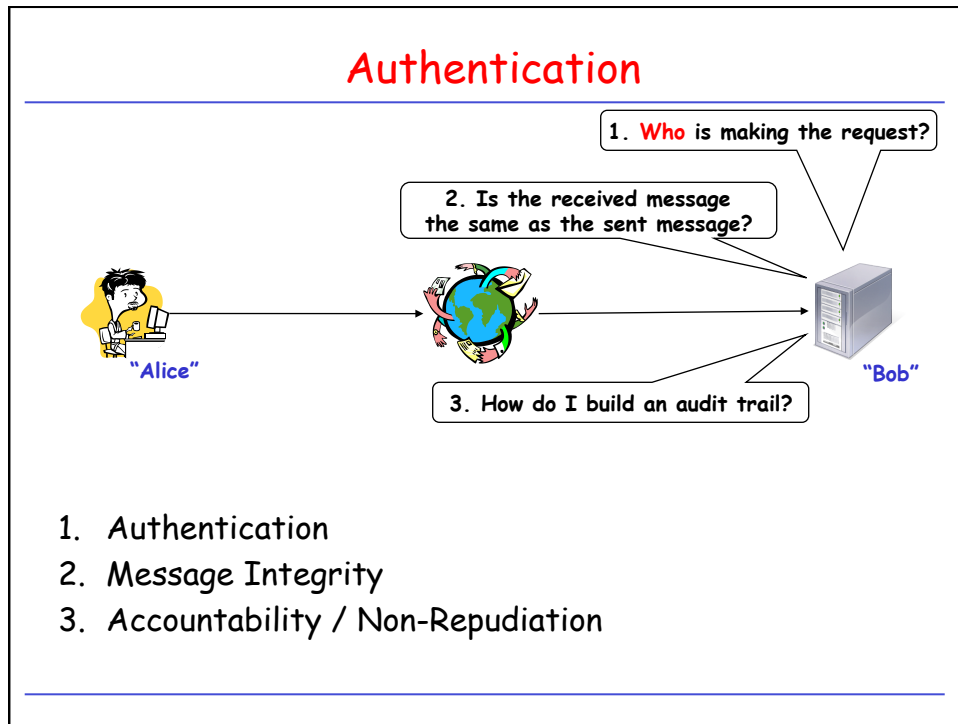 Authentication
1. Who is making the request?
2. Is the received message
the same as the sent message?
“Alice”
“Bob”
3. How do I build an audit trail?
1. Authentication
2. Message Integrity
3. Accountability / Non-Repudiation